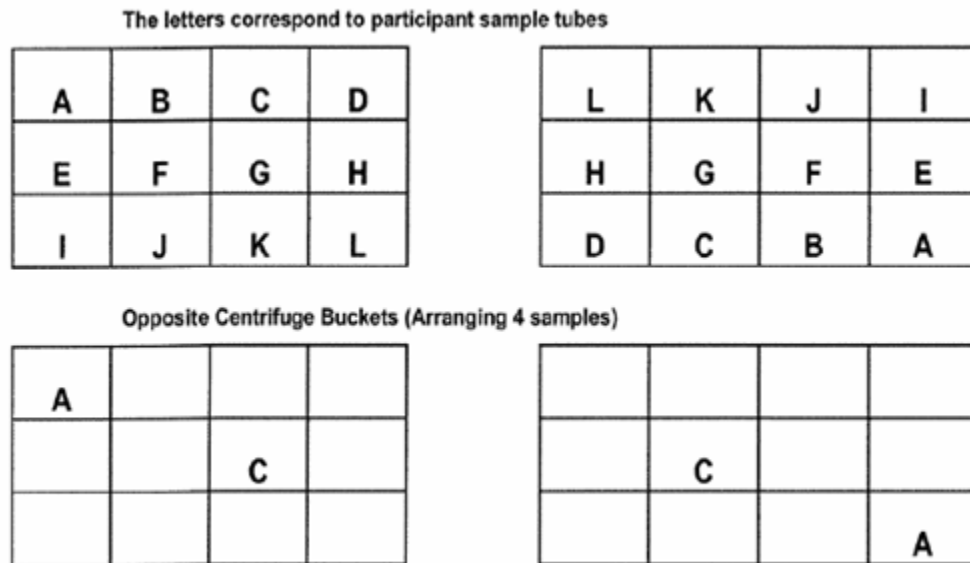 The letters correspond to participant sample tubes
A B C D
E F G H
I J K L
L K J I
H G F E
D C B A
Opposite Centrifuge Buckets (Arranging 4 samples)
A
C
C
A